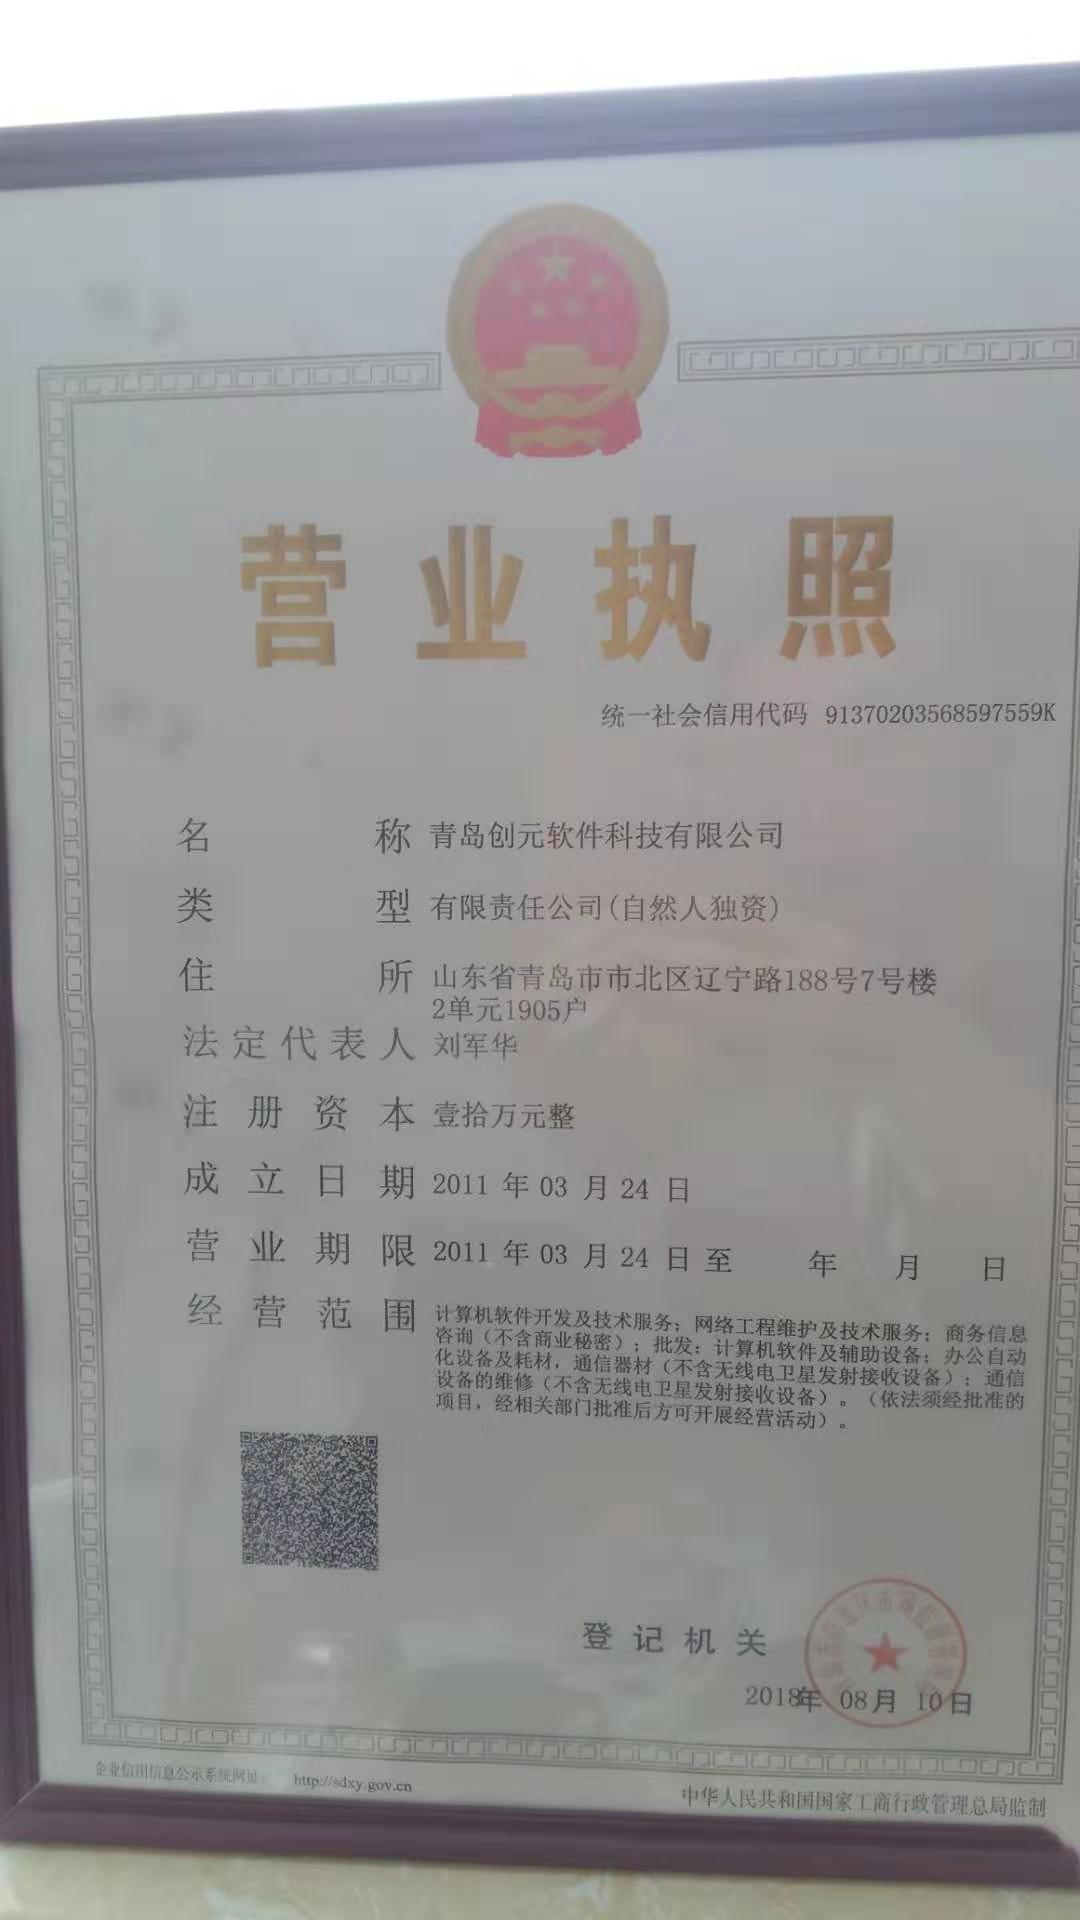 营业执照
统一社会信用代码 91370203568597559K
名称 青岛创元软件科技有限公司
类型 有限责任公司(自然人独资)
住所 山东省青岛市市北区辽宁路188号7号楼
2单元1905户
法定代表人 刘军华
注册资本 壹拾万元整
成立日期 2011 年 03 月 24 日
营业期限 2011 年 03 月 24 日 至 年 月 日
经营范围 计算机软件开发及技术服务；网络工程维护及技术服务；商务信息
咨询（不含商业秘密）；批发：计算机软件及辅助设备；办公自动
化设备及耗材，通信器材（不含无线电卫星发射接收设备）；通信
设备的维修（不含无线电卫星发射接收设备）。（依法须经批准的
项目，经相关部门批准后方可开展经营活动）。
登记机关
2018年 08月 10日
企业信用信息公示系统网址： http://sdxy.gov.cn
中华人民共和国国家工商行政管理总局监制